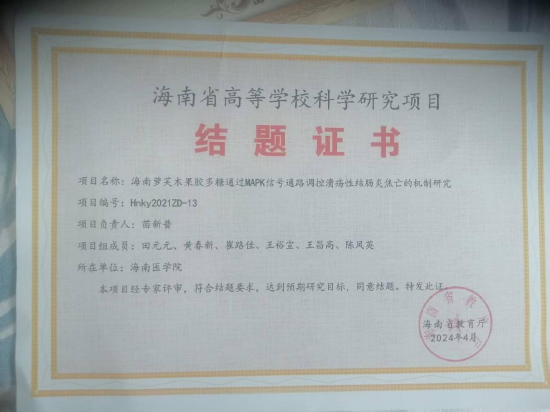 海南省高等学校科学研究项目
结题证书
项目名称：海南萝芙木果胶多糖通过MAPK信号通路调控溃疡性结肠炎焦亡的机制研究
项目编号：Hnky2021ZD-13
项目负责人：苗新普
项目组成员：田元元、黄春新、崔路佳、王裕宣、王昌高、陈凤英
所在单位：海南医学院
本项目经专家评审，符合结题要求，达到预期研究目标，同意结题。特发此证。
海南省教育厅
2024年4月